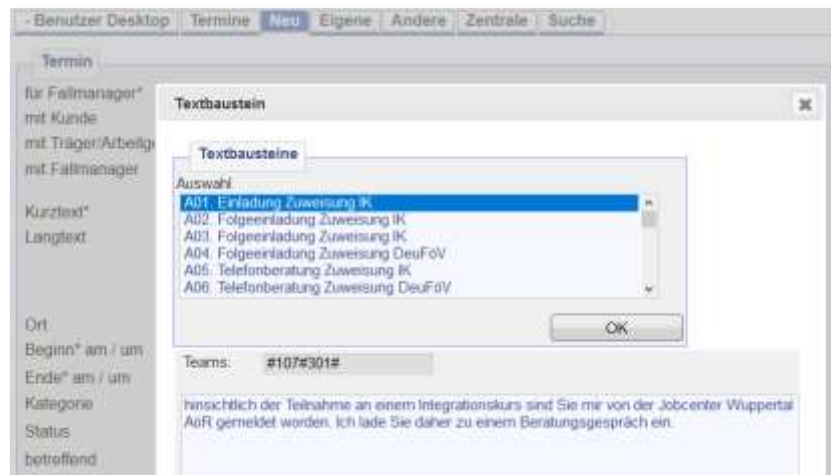 - Benutzer Desktop Termine Neu Eigene Andere Zentrale Suche
Termin
für Fallmanager*
mit Kunde
mit Träger/Arbeitg
mit Fallmanager
Kurztext*
Langtext
Ort
Beginn* am / um
Ende* am / um
Kategorie
Status
betreffend
Textbaustein
Textbausteine
Auswahl
A01. Einladung Zuweisung IK
A02. Folgeeinladung Zuweisung IK
A03. Folgeeinladung Zuweisung IK
A04. Folgeeinladung Zuweisung DeuFöV
A05. Telefonberatung Zuweisung IK
A06. Telefonberatung Zuweisung DeuFöV
OK
Teams: #107#301#
hinsichtlich der Teilnahme an einem Integrationskurs sind Sie mir von der Jobcenter Wuppertal
AöR gemeldet worden. Ich lade Sie daher zu einem Beratungsgespräch ein.